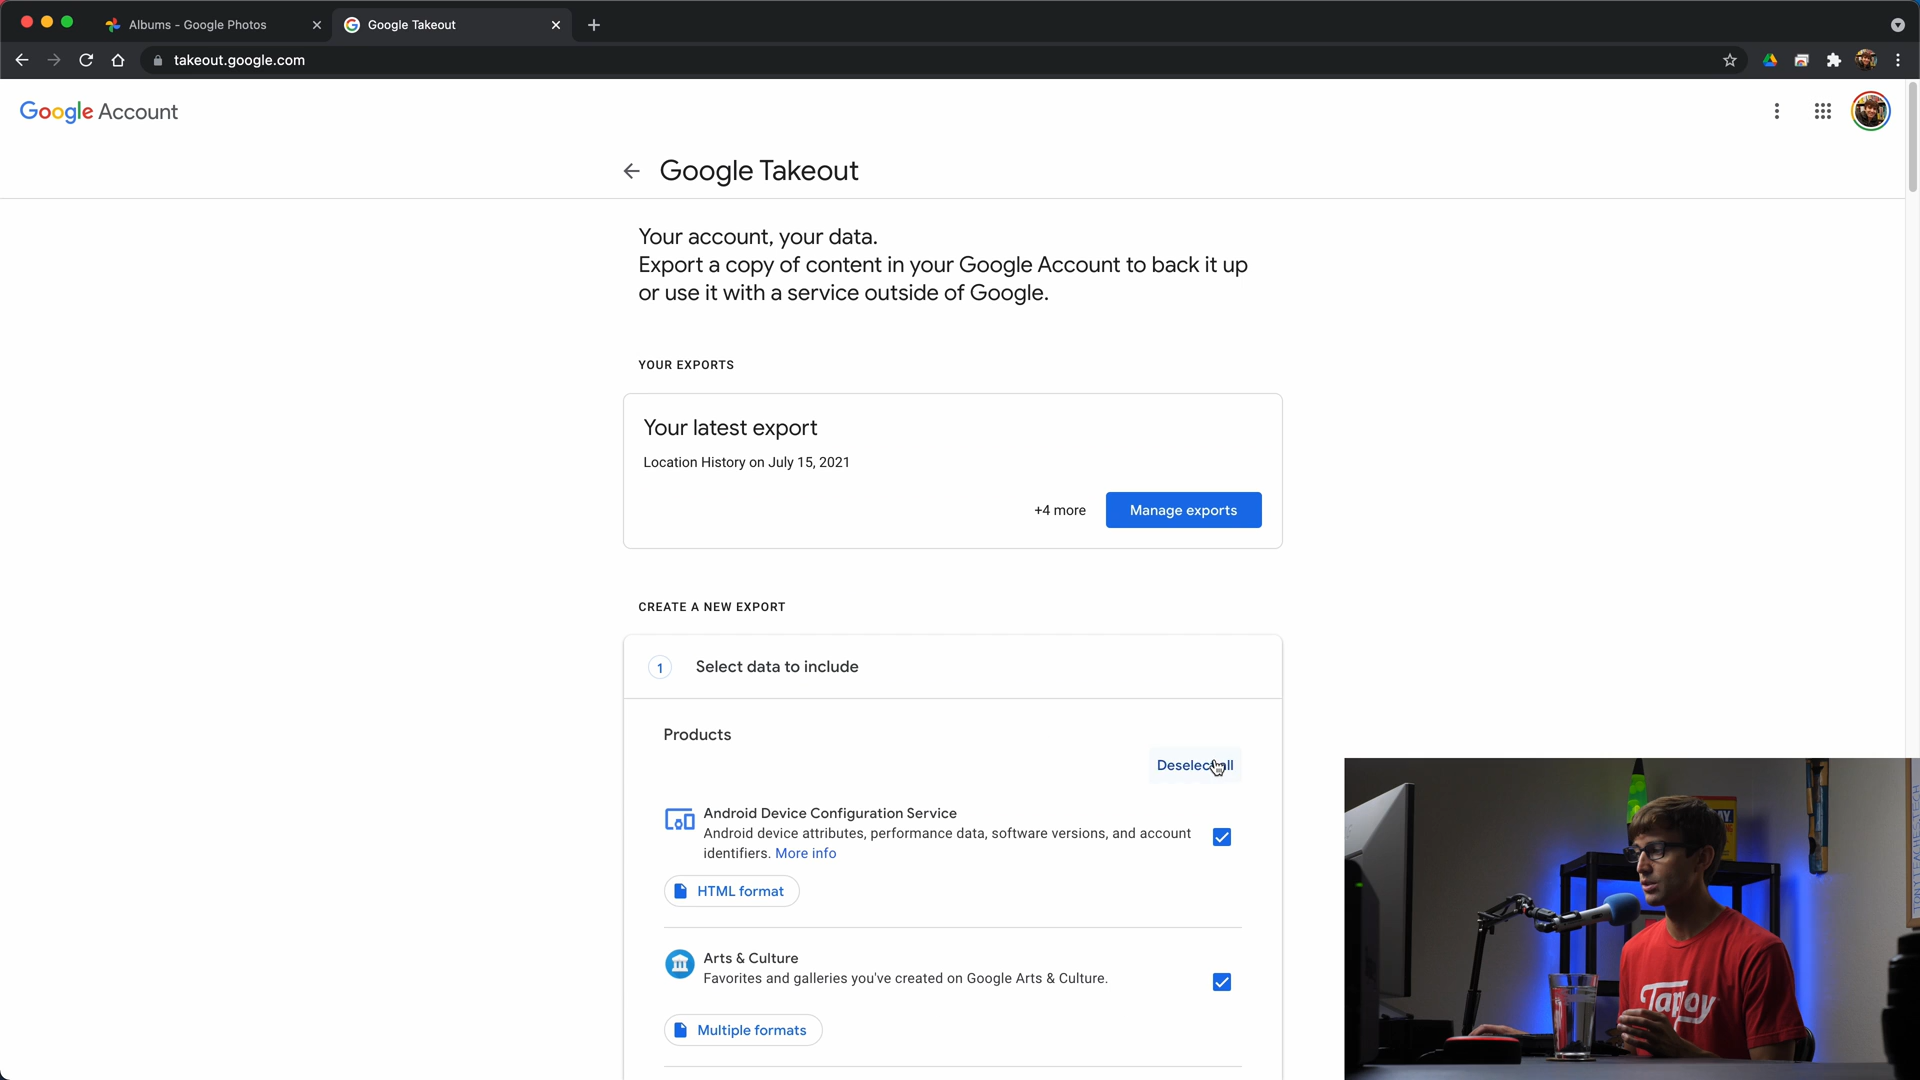 Albums - Google Photos
Google Takeout
takeout.google.com
Google Account
Google Takeout
Your account, your data.
Export a copy of content in your Google Account to back it up
or use it with a service outside of Google.
YOUR EXPORTS
Your latest export
Location History on July 15, 2021
+4 more
Manage exports
CREATE A NEW EXPORT
1
Select data to include
Products
Deselect all
Android Device Configuration Service
Android device attributes, performance data, software versions, and account
identifiers. More info
HTML format
Arts & Culture
Favorites and galleries you've created on Google Arts & Culture.
Multiple formats